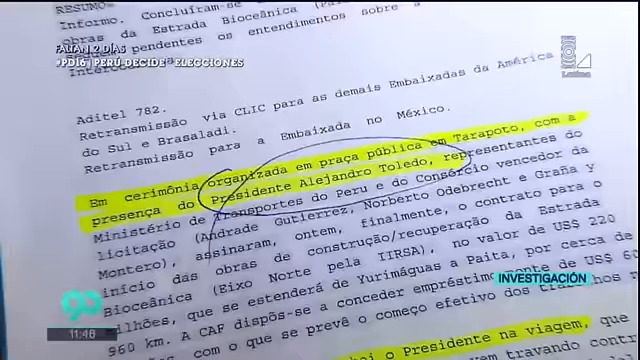 RESUMO
Informo. Concluíram-se
obras da Estrada Bioceânica
pendentes os entendimentos sobre a
FALTAN 2 DÍAS
#PD16 | PERÚ DECIDE ELECCIONES
Latina
Aditel 782.
Retransmissão via CLIC para as demais Embaixadas da América
do Sul e Brasaladi.
Retransmissão para a Embaixada no México.
Em cerimônia organizada em praça pública em Tarapoto, com a
presença do Presidente Alejandro Toledo, representantes do
Ministério de Transportes do Peru e do Consórcio vencedor da
licitação (Andrade Gutierrez, Norberto Odebrecht e Graña y
Montero), assinaram, ontem, finalmente, o contrato para o
início das obras de construção/recuperação da Estrada
Bioceânica (Eixo Norte pela IIRSA), no valor de US$ 220
milhões, que se estenderá de Yurimáguas a Paita, por cerca de
960 km. A CAF dispôs-se a conceder empréstimo ponte de US$ 60
com o que se prevê o começo efetivo dos
o Presidente na viagem, que
travando
INVESTIGACIÓN
90
11:46